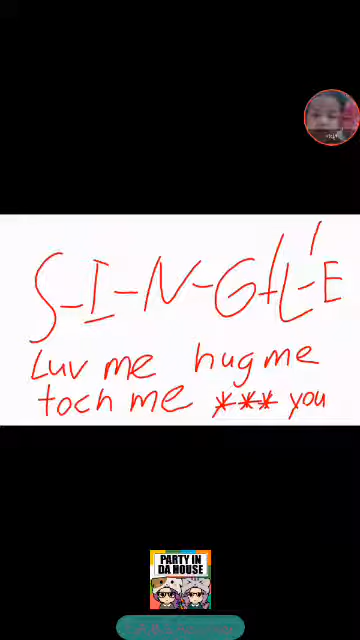 S-I-N-G-L-E
Luv me hug me
toch me *** you
PARTY IN
DA HOUSE